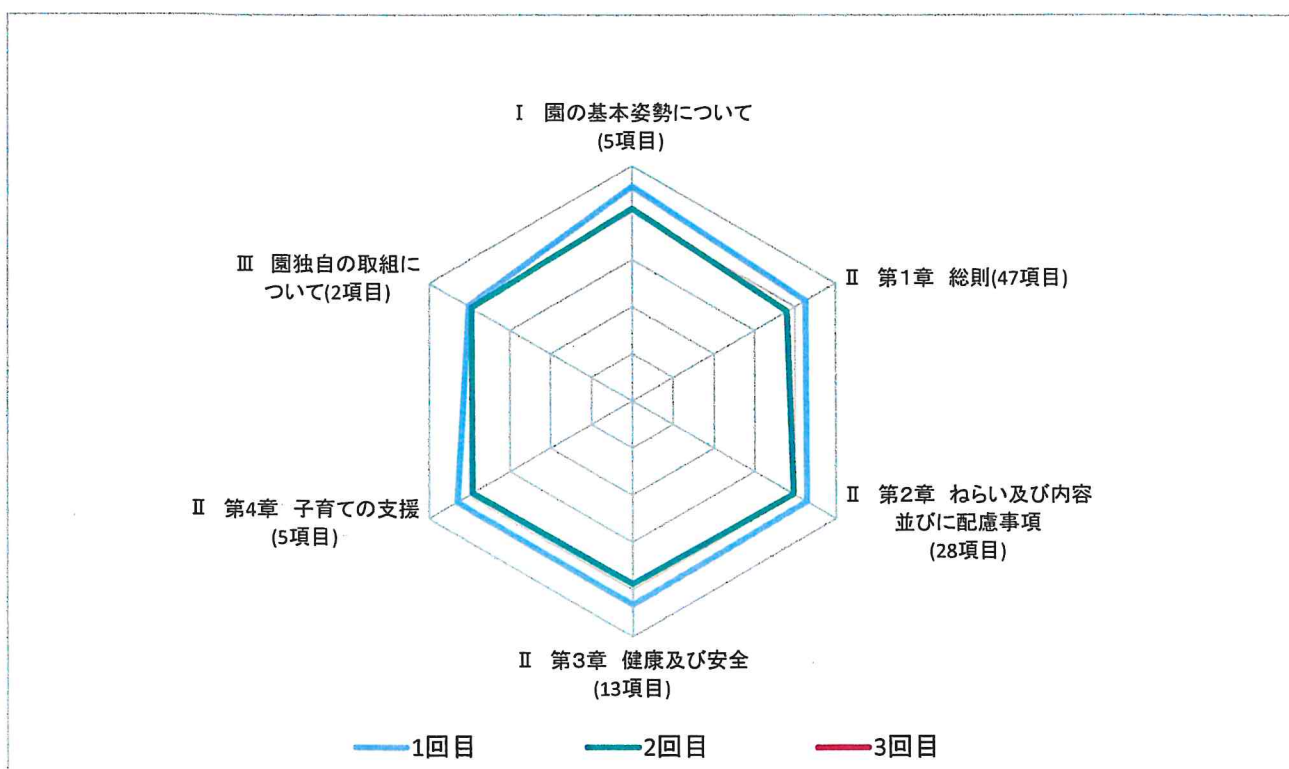 Ⅰ　園の基本姿勢について
(5項目)
Ⅲ　園独自の取組に
ついて(2項目)
Ⅱ　第1章　総則(47項目)
Ⅱ　第4章　子育ての支援
(5項目)
Ⅱ　第2章　ねらい及び内容
並びに配慮事項
(28項目)
Ⅱ　第3章　健康及び安全
(13項目)
1回目
2回目
3回目